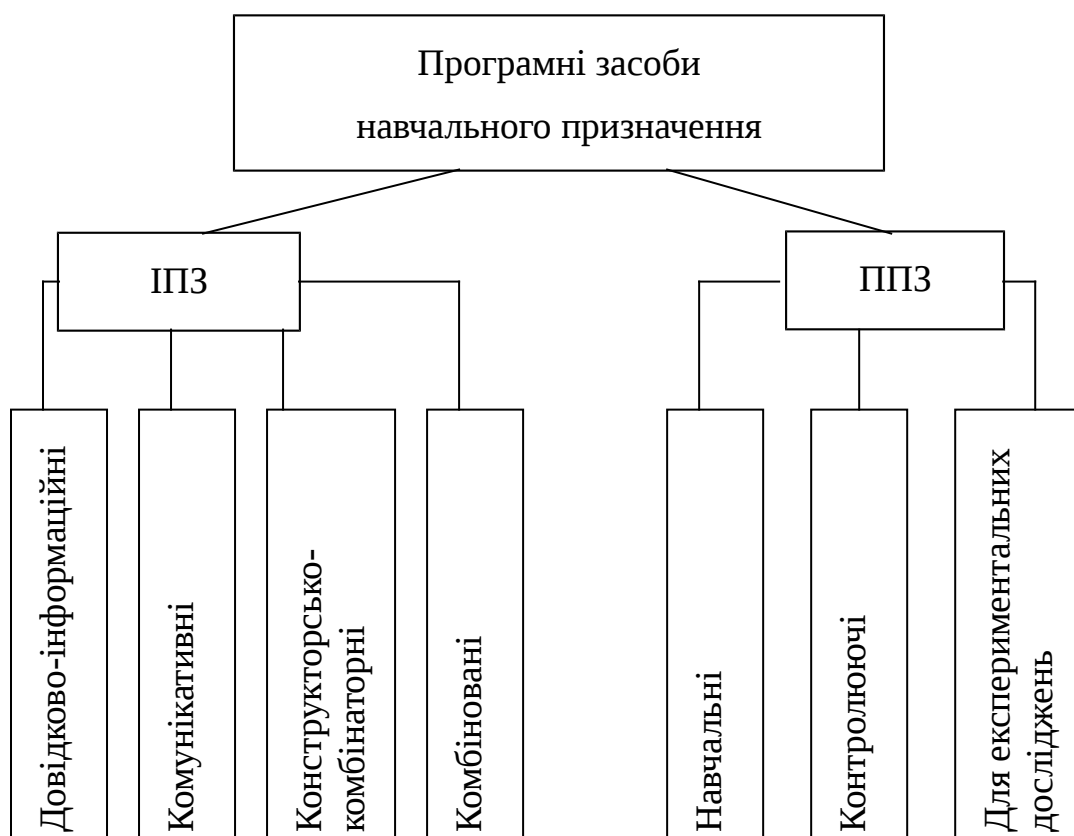 Програмні засоби
навчального призначення
ІПЗ
ППЗ
Довідково-інформаційні
Комунікативні
Конструкторсько-
комбінаторні
Комбіновані
Навчальні
Контролюючі
Для експериментальних
досліджень